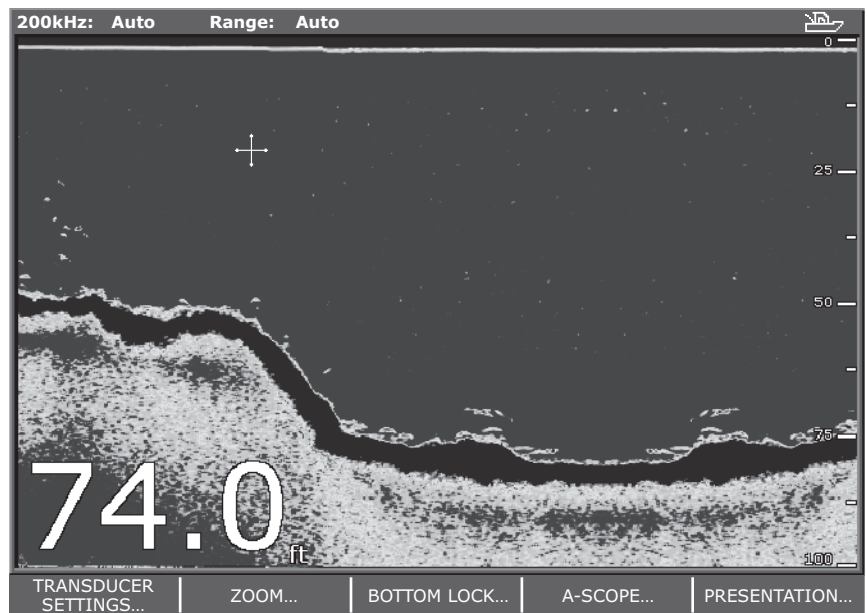 200kHz: Auto Range: Auto
0
25
50
75
100
74.0 ft
TRANSDUCER SETTINGS...
ZOOM...
BOTTOM LOCK...
A-SCOPE...
PRESENTATION...